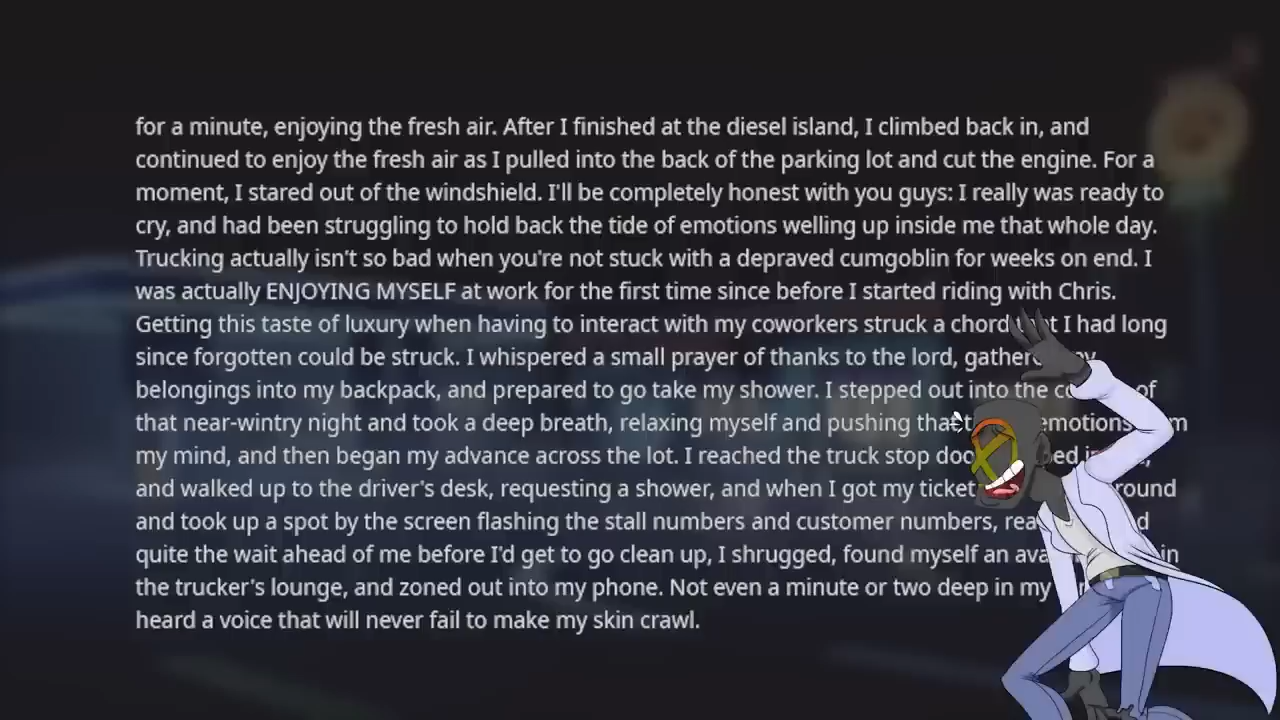 for a minute, enjoying the fresh air. After I finished at the diesel island, I climbed back in, and
continued to enjoy the fresh air as I pulled into the back of the parking lot and cut the engine. For a
moment, I stared out of the windshield. I'll be completely honest with you guys: I really was ready to
cry, and had been struggling to hold back the tide of emotions welling up inside me that whole day.
Trucking actually isn't so bad when you're not stuck with a depraved cumgoblin for weeks on end. I
was actually ENJOYING MYSELF at work for the first time since before I started riding with Chris.
Getting this taste of luxury when having to interact with my coworkers struck a chord I had long
since forgotten could be struck. I whispered a small prayer of thanks to the lord,
belongings into my backpack, and prepared to go take my shower. I stepped out into the of
that near-wintry night and took a deep breath, relaxing myself and pushing emotions
my mind, and then began my advance across the lot. I reached the truck stop
and walked up to the driver's desk, requesting a shower, and when I got my ticket
and took up a spot by the screen flashing the stall numbers and customer numbers,
quite the wait ahead of me before I'd get to go clean up, I shrugged, found myself an in
the trucker's lounge, and zoned out into my phone. Not even a minute or two deep in my
heard a voice that will never fail to make my skin crawl.